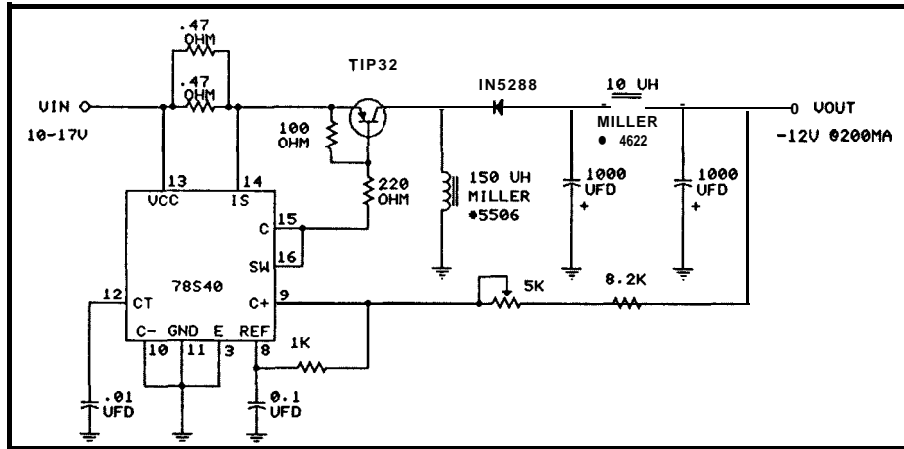 .47
OHM
.47
OHM
TIP32
IN5288
10 UH
VIN
10-17V
100
OHM
MILLER
● 4622
VOUT
-12V @200MA
13
14
VCC
IS
220
OHM
150 UH
MILLER
*5506
1000
UFD
+
1000
UFD
+
C
15
SW
16
78S40
12
CT
C+
9
5K
8.2K
C-
GND
E
REF
10
11
3
8
1K
.01
UFD
0.1
UFD